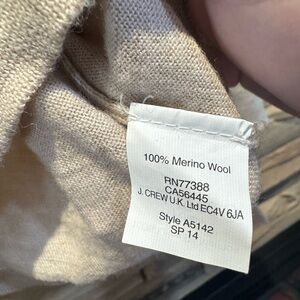 100% Merino Wool
RN77388
CA56445
J. CREW U.K. Ltd EC4V 6JA
Style A5142
SP 14